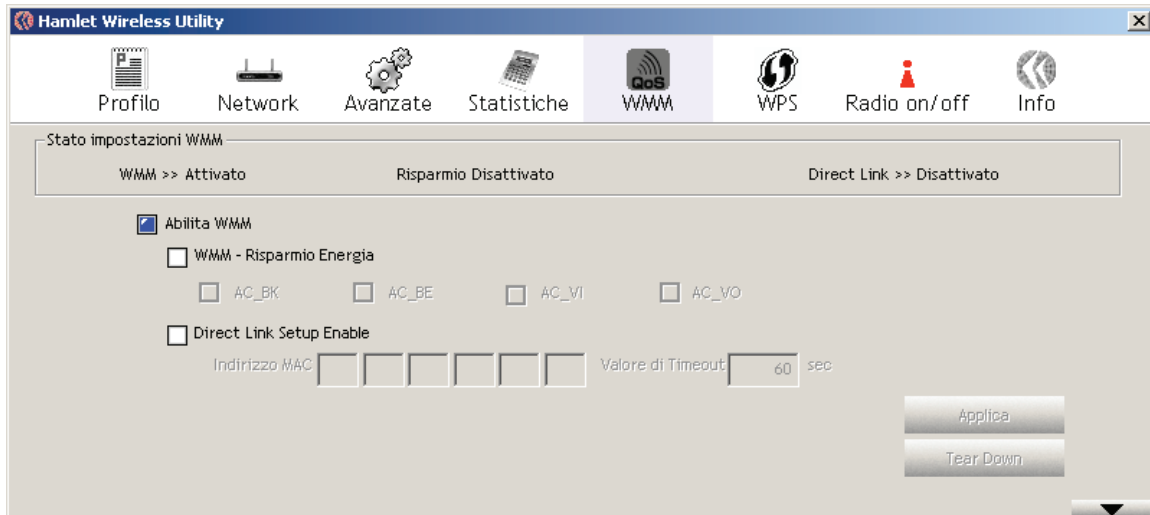 Hamlet Wireless Utility
Profilo Network Avanzate Statistiche QoS WMM WPS Radio on/off Info
Stato impostazioni WMM
WMM >> Attivato Risparmio Disattivato Direct Link >> Disattivato
Abilita WMM
WMM - Risparmio Energia
AC_BK AC_BE AC_VI AC_VO
Direct Link Setup Enable
Indirizzo MAC Valore di Timeout 60 sec
Applica
Tear Down